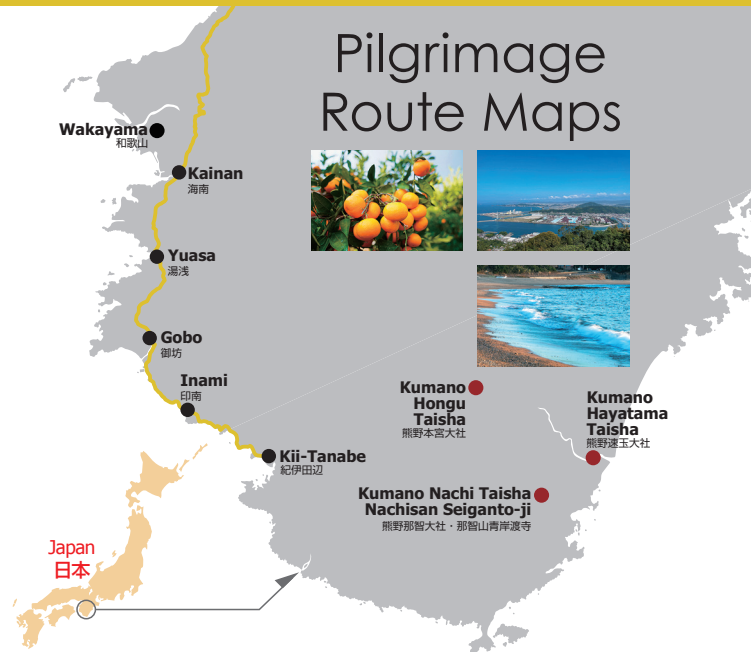 Pilgrimage
Route Maps
Wakayama
和歌山
Kainan
海南
Yuasa
湯浅
Gobo
御坊
Inami
印南
Kii-Tanabe
紀伊田辺
Kumano
Hongu
Taisha
熊野本宮大社
Kumano
Hayatama
Taisha
熊野速玉大社
Kumano Nachi Taisha
Nachisan Seiganto-ji
熊野那智大社・那智山青岸渡寺
Japan
日本